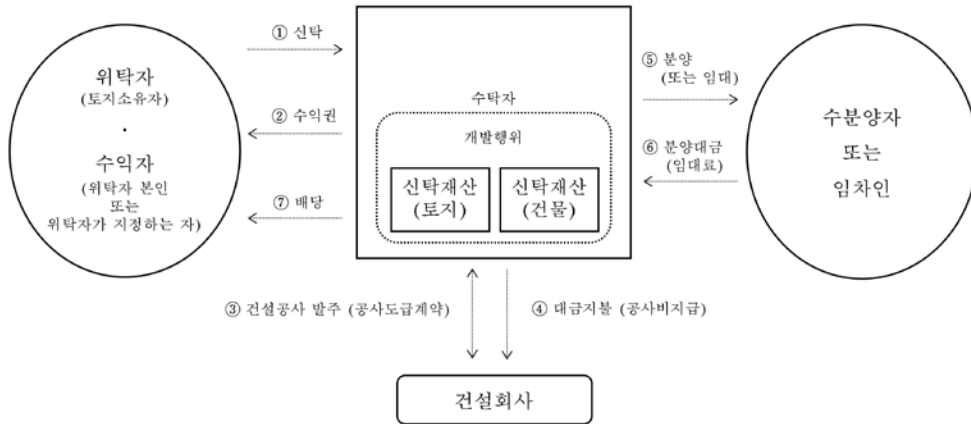 위탁자
(토지소유자)
·
수익자
(위탁자 본인
또는
위탁자가 지정하는 자)
① 신탁
② 수익권
⑦ 배당
수탁자
개발행위
신탁재산
(토지)
신탁재산
(건물)
⑤ 분양
(또는 임대)
⑥ 분양대금
(임대료)
수분양자
또는
임차인
③ 건설공사 발주 (공사도급계약)
④ 대금지불 (공사비지급)
건설회사